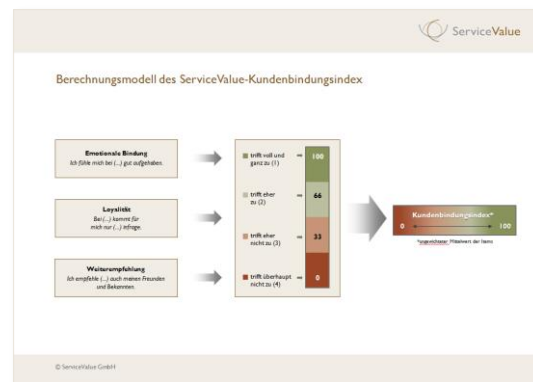 ServiceValue
Berechnungsmodell des ServiceValue-Kundenbindungsindex
Emotionale Bindung
Ich fühle mich bei (...) gut aufgehoben.
Loyalität
Bei (...) kommt für
mich nur (...) infrage.
Weiterempfehlung
Ich empfehle (...) auch meinen Freunden
und Bekannten.
trifft voll und
ganz zu (1)
=
100
trifft eher
zu (2)
=
66
trifft eher
nicht zu (3)
=
33
trifft überhaupt
nicht zu (4)
=
0
Kundenbindungsindex*
0
100
*ungewichteter Mittelwert der Items
© ServiceValue GmbH